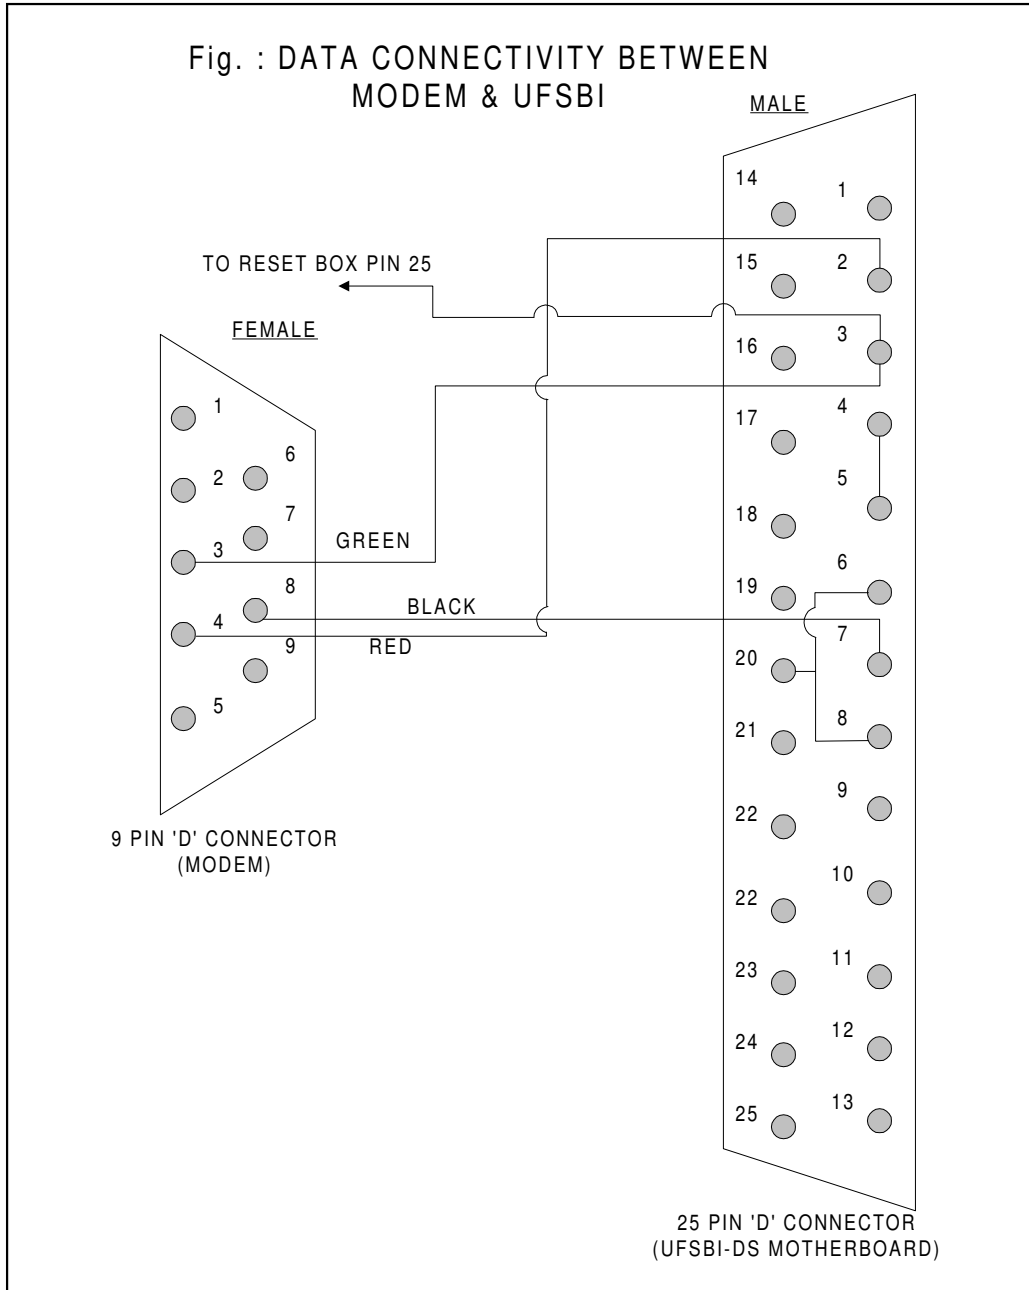 Fig. : DATA CONNECTIVITY BETWEEN
MODEM & UFSBI
MALE
14
1
TO RESET BOX PIN 25
15
2
FEMALE
16
3
1
17
4
6
2
5
7
18
3
GREEN
6
8
19
BLACK
4
7
9
RED
20
5
21
8
9
22
9 PIN 'D' CONNECTOR
(MODEM)
10
22
11
23
12
24
13
25
25 PIN 'D' CONNECTOR
(UFSBI-DS MOTHERBOARD)